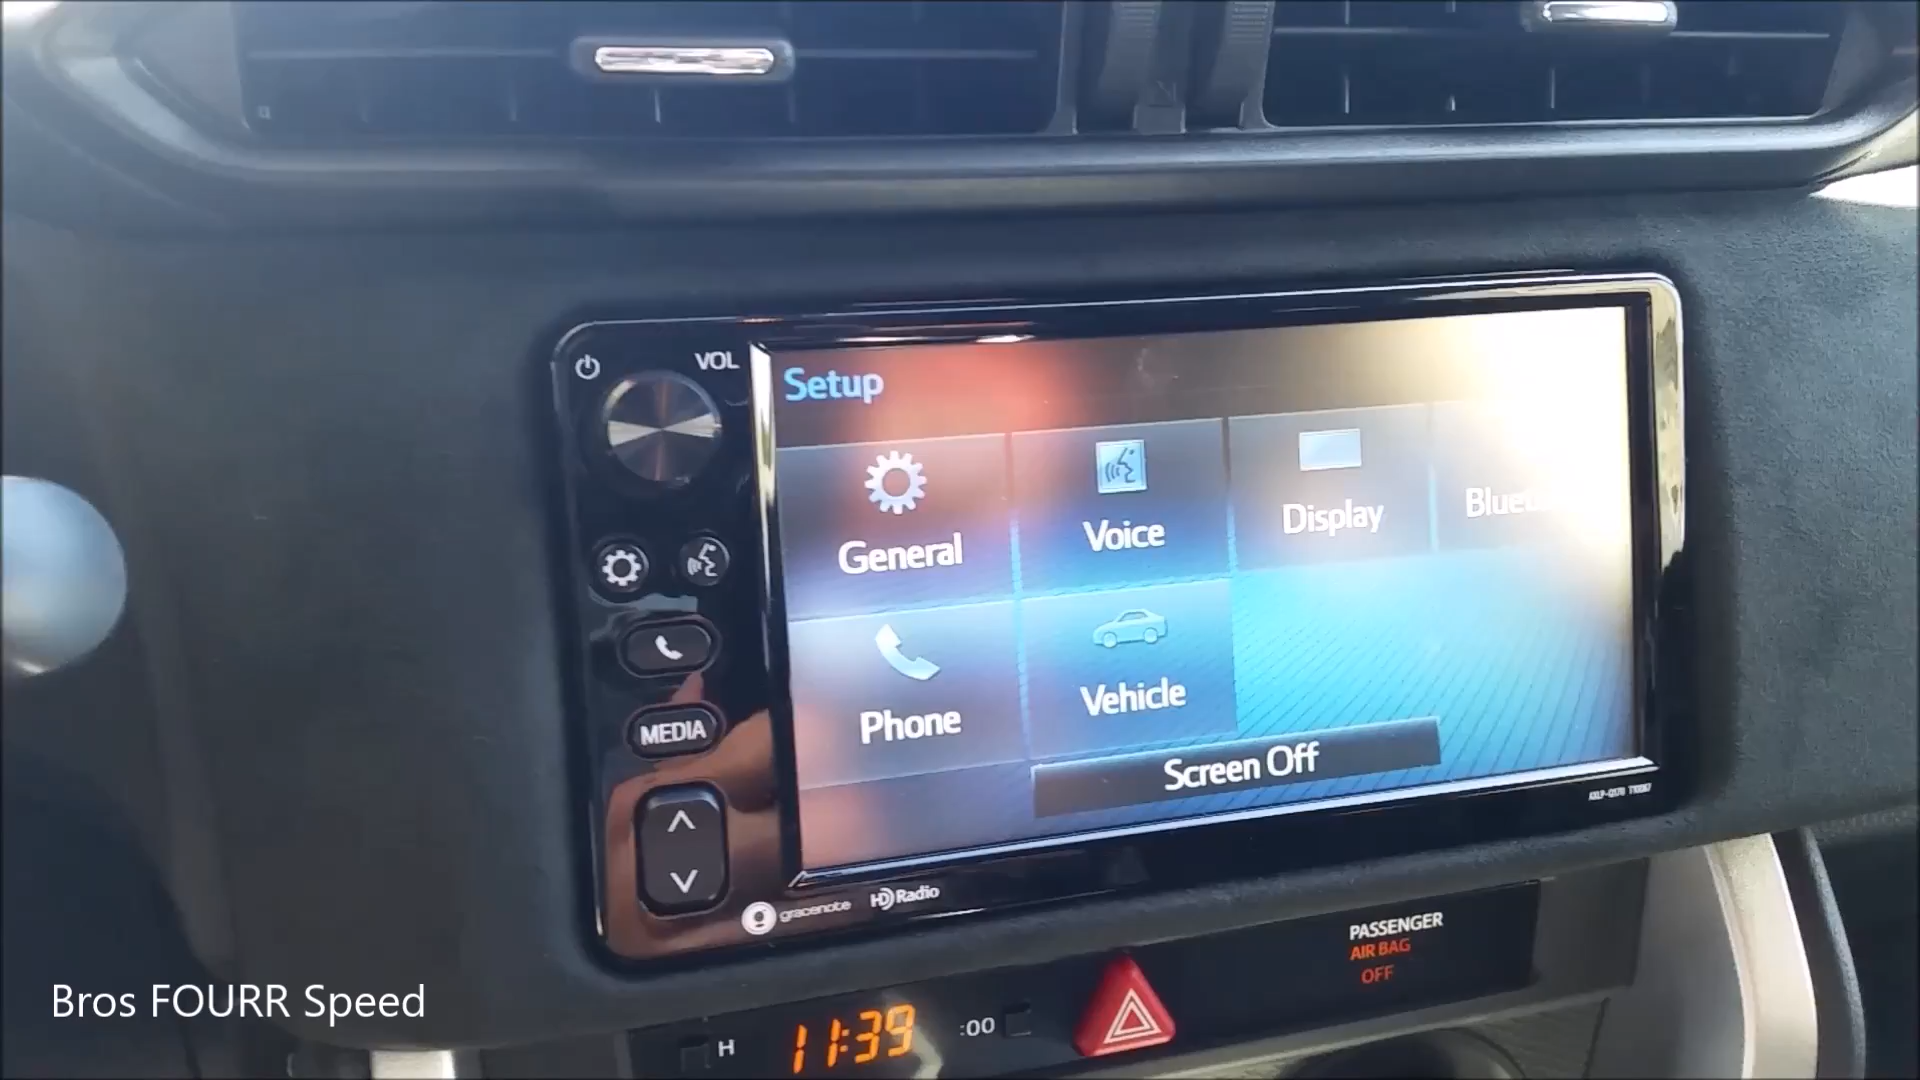 VOL
Setup
General
Voice
Display
Phone
Vehicle
MEDIA
Screen Off
gracenote
HD Radio
PASSENGER
AIR BAG
OFF
H
11:39
:00
Bros FOURR Speed